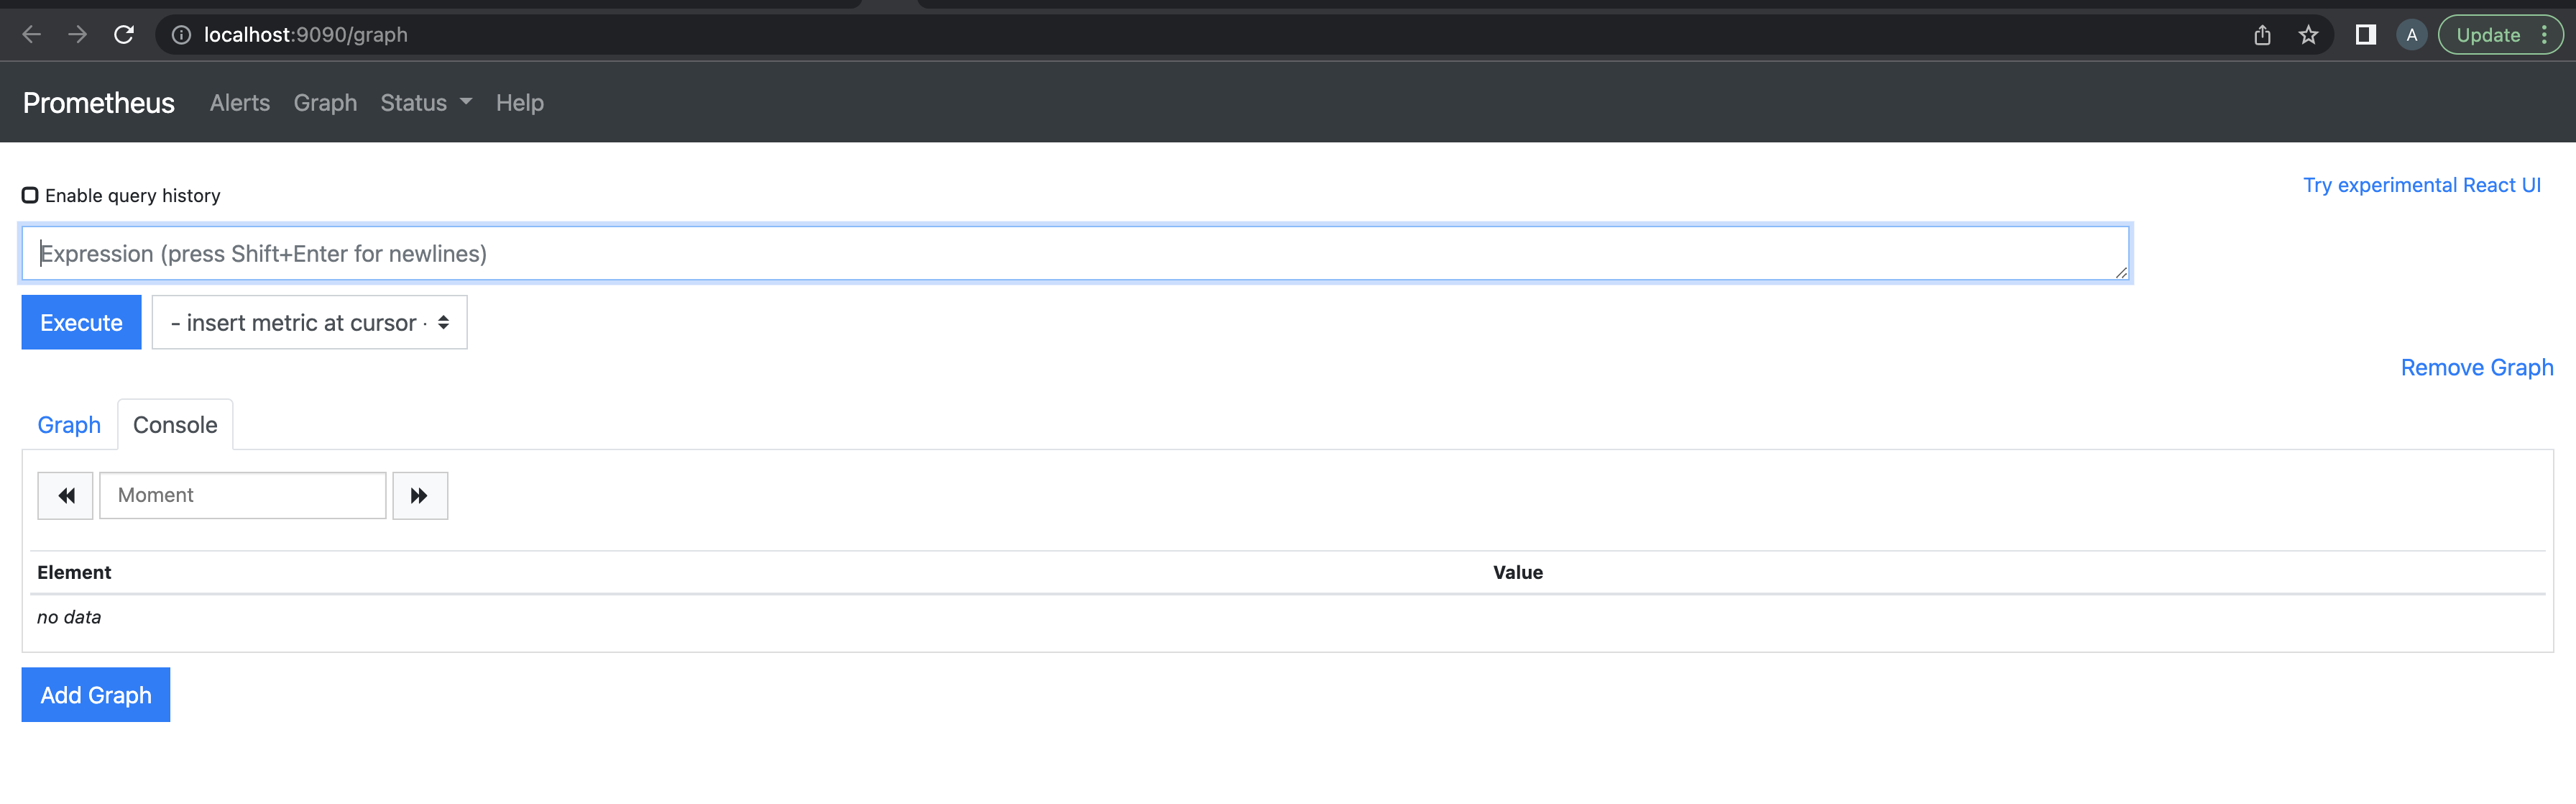 localhost:9090/graph
A
Update
Prometheus Alerts Graph Status Help
Enable query history
Try experimental React UI
Expression (press Shift+Enter for newlines)
Execute
- insert metric at cursor -
Remove Graph
Graph Console
Moment
Element Value
no data
Add Graph